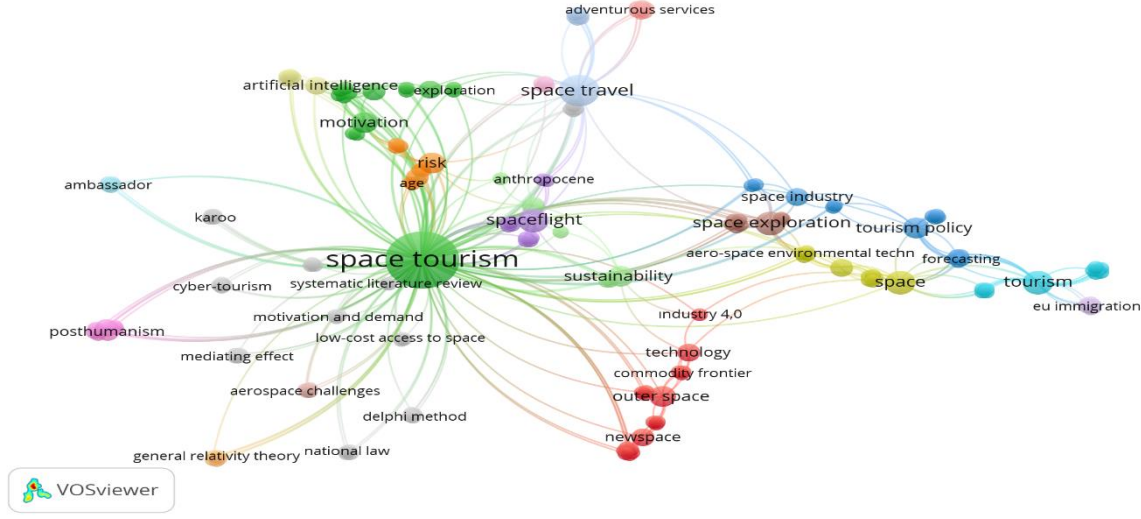 adventurous services
artificial intelligence
exploration
space travel
motivation
risk
age
anthropocene
ambassador
space industry
karoo
spaceflight
space exploration
tourism policy
space tourism
aero-space environmental techn
forecasting
sustainability
space
tourism
cyber-tourism
systematic literature review
eu immigration
motivation and demand
industry 4,0
posthumanism
low-cost access to space
mediating effect
technology
commodity frontier
aerospace challenges
outer space
delphi method
newspace
general relativity theory
national law
VOSviewer